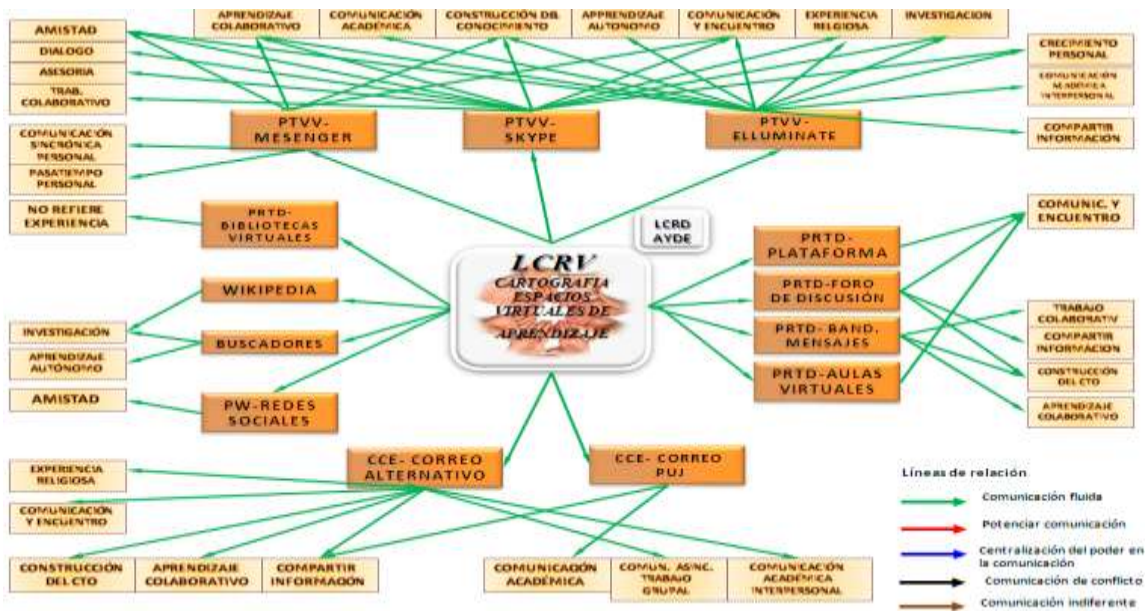 APRENDIZAJE
COLABORATIVO
COMUNICACIÓN
ACADÉMICA
CONSTRUCCIÓN DEL
CONOCIMIENTO
APRENDIZAJE
AUTONOMO
COMUNICACIÓN
Y ENCUENTRO
EXPERIENCIA
RELIGIOSA
INVESTIGACION
AMISTAD
DIALOGO
ASESORIA
TRAB.
COLABORATIVO
COMUNICACIÓN
SINCRÓNICA
PERSONAL
PASATIEMPO
PERSONAL
NO REFIERE
EXPERIENCIA
INVESTIGACIÓN
APRENDIZAJE
AUTÓNOMO
AMISTAD
PTVV-
MESENGER
PTVV-
SKYPE
PTVV-
ELLUMINATE
CRECIMIENTO
PERSONAL
COMUNICACIÓN
ACADÉMICA
INTERPERSONAL
COMPARTIR
INFORMACIÓN
PRTD-
BIBLIOTECAS
VIRTUALES
WIKIPEDIA
BUSCADORES
PW-REDES
SOCIALES
LCRD
AYDE
LCRV
CARTOGRAFIA
ESPACIOS
VIRTUALES DE
APRENDIZAJE
PRTD-
PLATAFORMA
PRTD-FORO
DE DISCUSIÓN
PRTD- BAND.
MENSAJES
PRTD-AULAS
VIRTUALES
COMUNIC. Y
ENCUENTRO
TRABAJO
COLABORATIV
COMPARTIR
INFORMACION
CONSTRUCCIÓN
DEL CTO
APRENDIZAJE
COLABORATIVO
CCE- CORREO
ALTERNATIVO
CCE- CORREO
PUJ
EXPERIENCIA
RELIGIOSA
COMUNICACIÓN
Y ENCUENTRO
CONSTRUCCIÓN
DEL CTO
APRENDIZAJE
COLABORATIVO
COMPARTIR
INFORMACIÓN
COMUNICACIÓN
ACADÉMICA
COMUN. ASINC.
TRABAJO
GRUPAL
COMUNICACIÓN
ACADÉMICA
INTERPERSONAL
Líneas de relación
Comunicación fluida
Potenciar comunicación
Centralización del poder en
la comunicación
Comunicación de conflicto
Comunicación indiferente